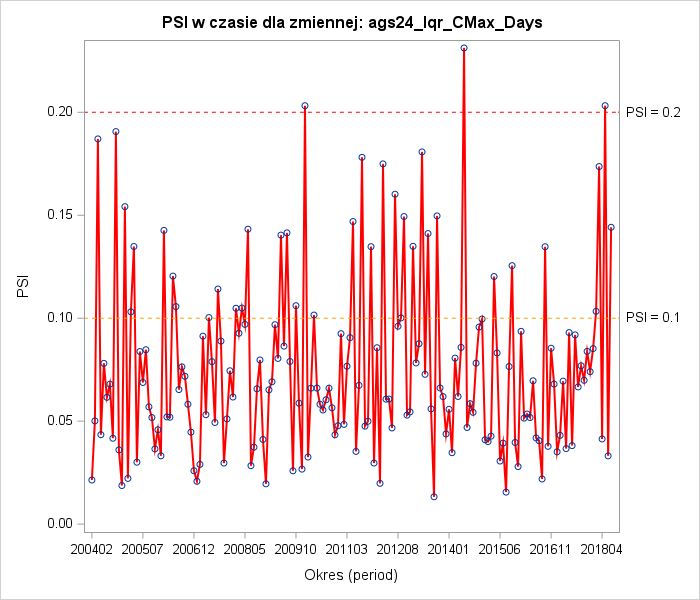 PSI w czasie dla zmiennej: ags24_Iqr_CMax_Days
0.20
PSI = 0.2
0.15
PSI
0.10
PSI = 0.1
0.05
0.00
200402 200507 200612 200805 200910 201103 201208 201401 201506 201611 201804
Okres (period)